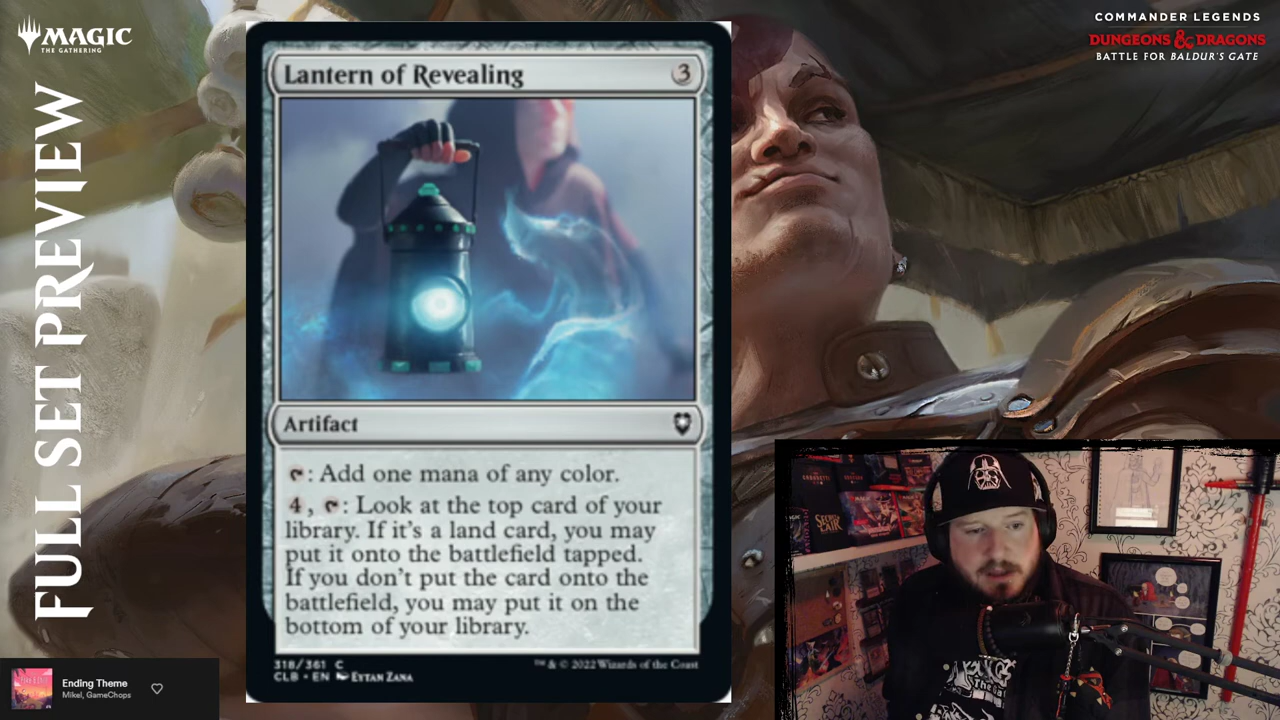 MAGIC
THE GATHERING
FULL SET PREVIEW
COMMANDER LEGENDS
DUNGEONS & DRAGONS
BATTLE FOR BALDUR'S GATE
Lantern of Revealing 3
Artifact
: Add one mana of any color.
4, : Look at the top card of your
library. If it's a land card, you may
put it onto the battlefield tapped.
If you don't put the card onto the
battlefield, you may put it on the
bottom of your library.
318/361 C
CLB • EN EYTAN ZANA
™ & © 2022 Wizards of the Coast
Ending Theme
Mikel, GameChops
SECRET
LAIR